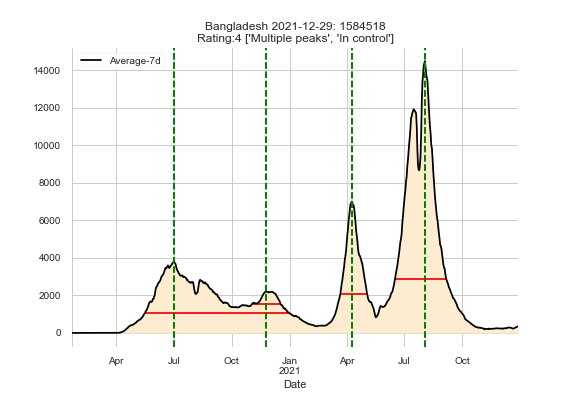 Bangladesh 2021-12-29: 1584518
Rating:4 ['Multiple peaks', 'In control']
Average-7d
14000
12000
10000
8000
6000
4000
2000
0
Apr Jul Oct Jan Apr Jul Oct
2021
Date